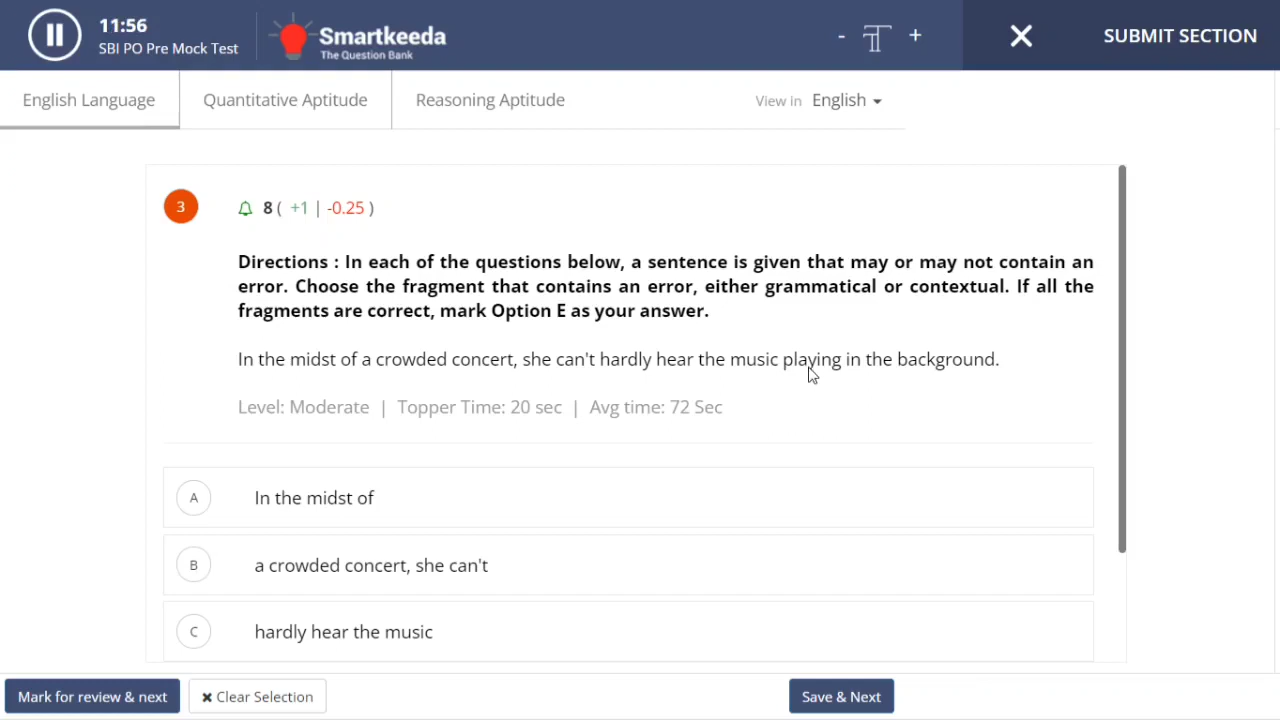 11:56
SBI PO Pre Mock Test
Smartkeeda
The Question Bank
- T +
SUBMIT SECTION
English Language
Quantitative Aptitude
Reasoning Aptitude
View in English
3
8 ( +1 | -0.25 )
Directions : In each of the questions below, a sentence is given that may or may not contain an
error. Choose the fragment that contains an error, either grammatical or contextual. If all the
fragments are correct, mark Option E as your answer.
In the midst of a crowded concert, she can't hardly hear the music playing in the background.
Level: Moderate | Topper Time: 20 sec | Avg time: 72 Sec
A In the midst of
B a crowded concert, she can't
C hardly hear the music
Mark for review & next
Clear Selection
Save & Next